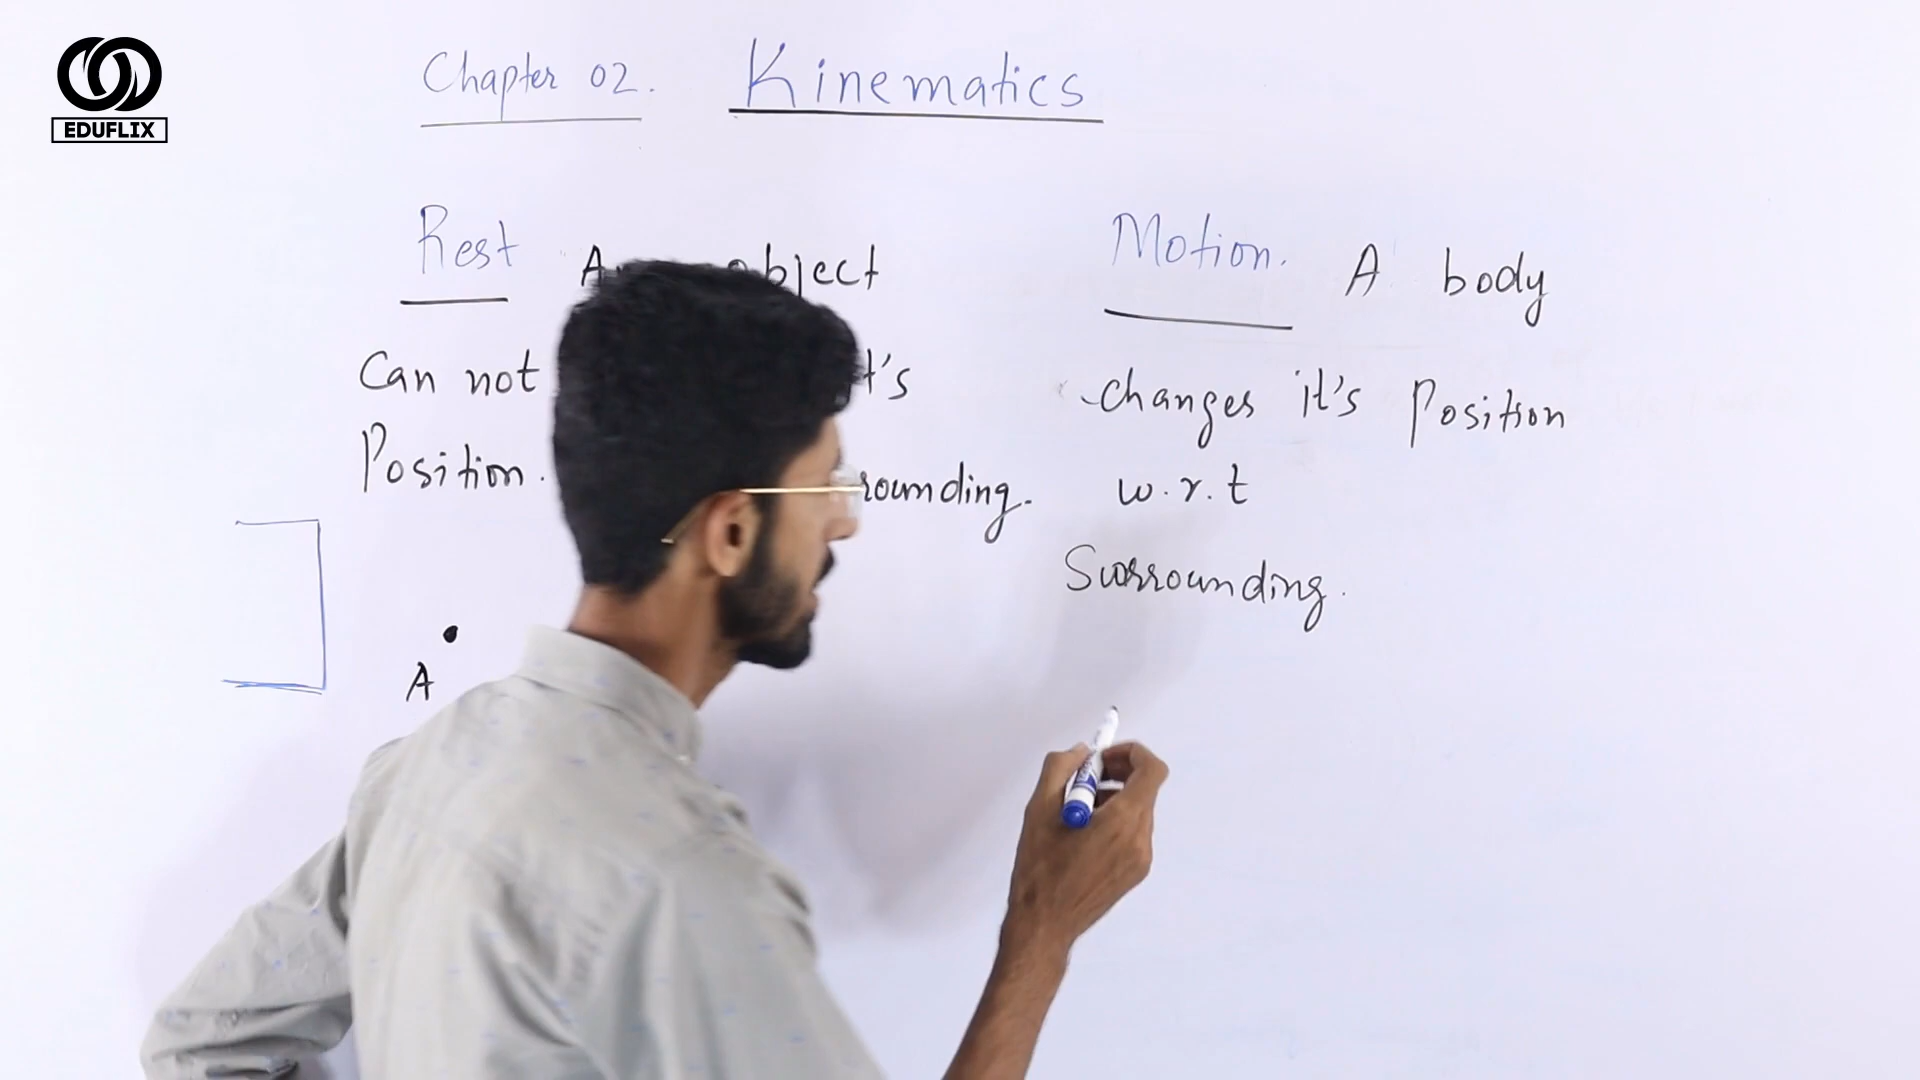 EDUFLIX
Chapter 02. Kinematics
Rest object
Can not
Position.
Motion. A body
changes it's Position
w.r.t
Surrounding.
A